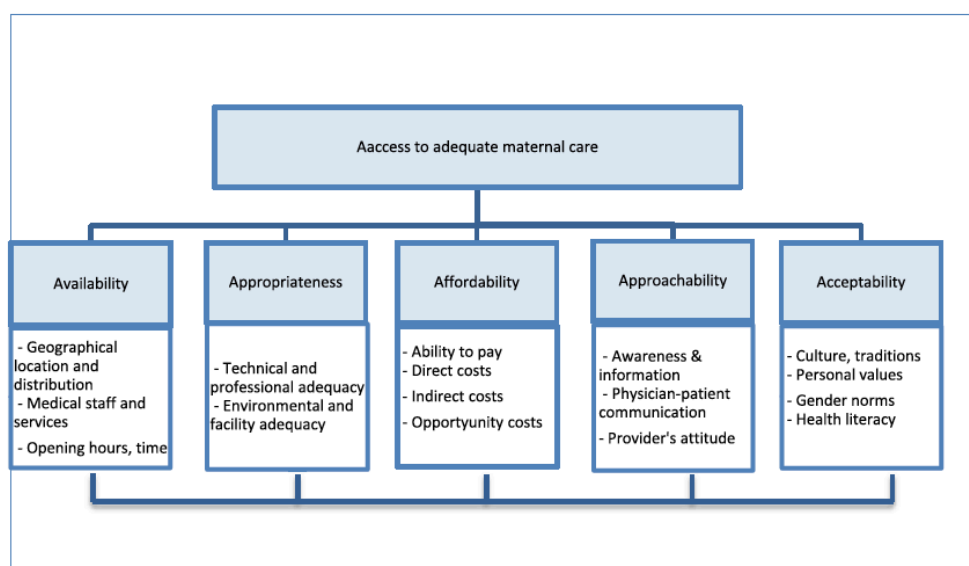 Aaccess to adequate maternal care
Availability
Appropriateness
Affordability
Approachability
Acceptability
- Geographical
location and
distribution
- Medical staff and
services
- Opening hours, time
- Technical and
professional adequacy
- Environmental and
facility adequacy
- Ability to pay
- Direct costs
- Indirect costs
- Opportyunity costs
- Awareness &
information
- Physician-patient
communication
- Provider's attitude
- Culture, traditions
- Personal values
- Gender norms
- Health literacy